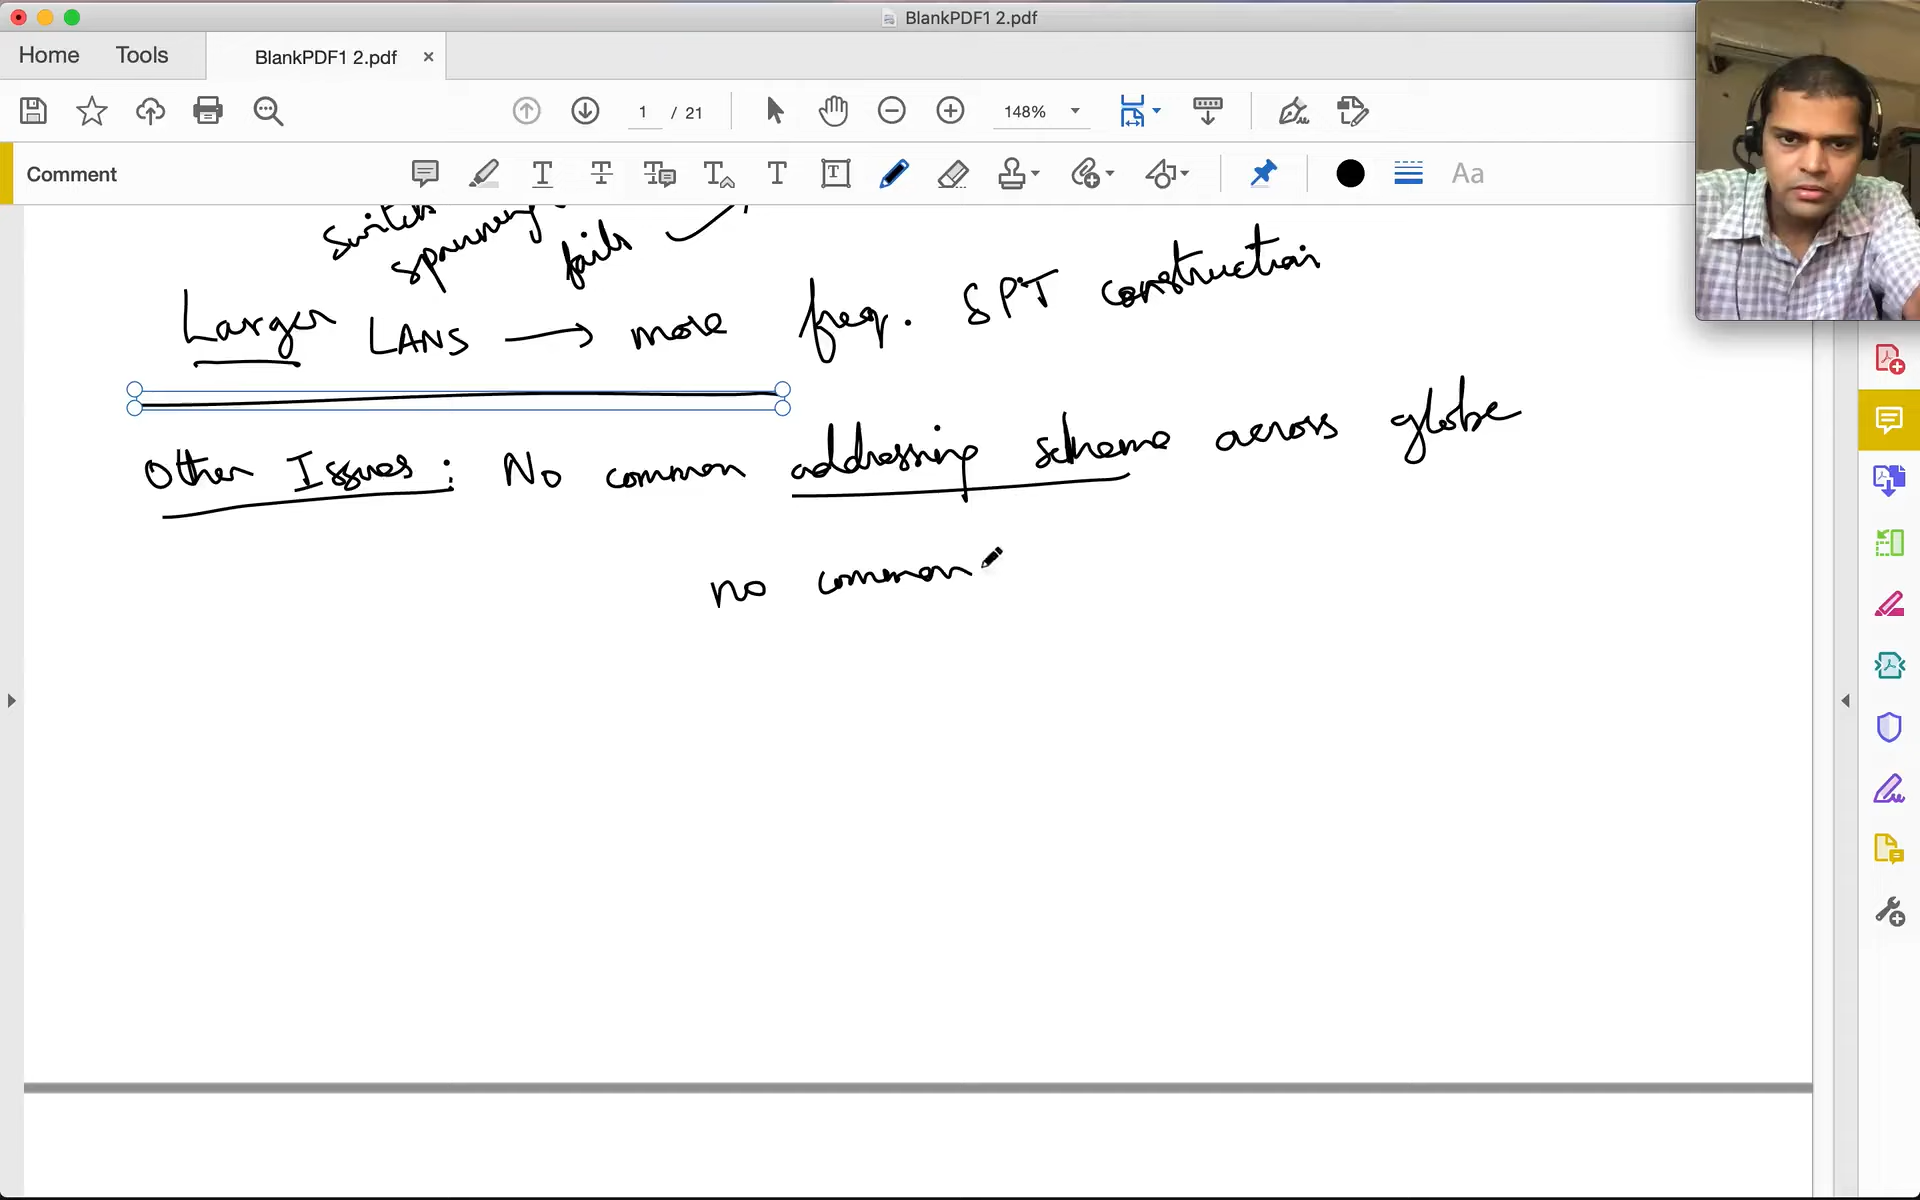 BlankPDF1 2.pdf
Home Tools BlankPDF1 2.pdf ×
1 / 21 148%
Comment Aa
switch
spanning
fails
Larger LANS → more freq. SPT construction
Other Issues: No common addressing scheme across globe
no common